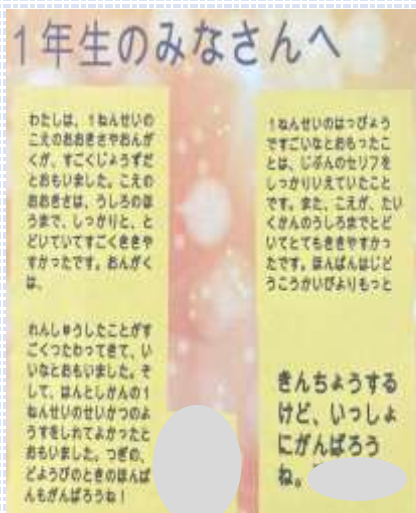 1年生のみなさんへ
わたしは、1ねんせいの
こえのおおきさやおんが
くが、すごくじょうずだ
とおもいました。こえの
おおきさは、うしろのほ
うまで、しっかりと、と
どいていてすごくききや
すかったです。おんがく
は、
れんしゅうしたことがす
ごくつたわってきて、い
いなとおもいました。そ
して、はんとしかんの1
ねんせいのせいかつのよ
うすをしれてよかったと
おもいました。つぎの、
どようびのときのほんば
んもがんばろうね！
1ねんせいのはっぴょう
ですごいなとおもったこ
とは、じぶんのセリフを
しっかりいえていたこと
です。また、こえが、たい
くかんのうしろまでとど
いてとてもききやすかっ
たです。ほんばんはじど
うこうかいびよりもっと
きんちょうする
けど、いっしょ
にがんばろう
ね。